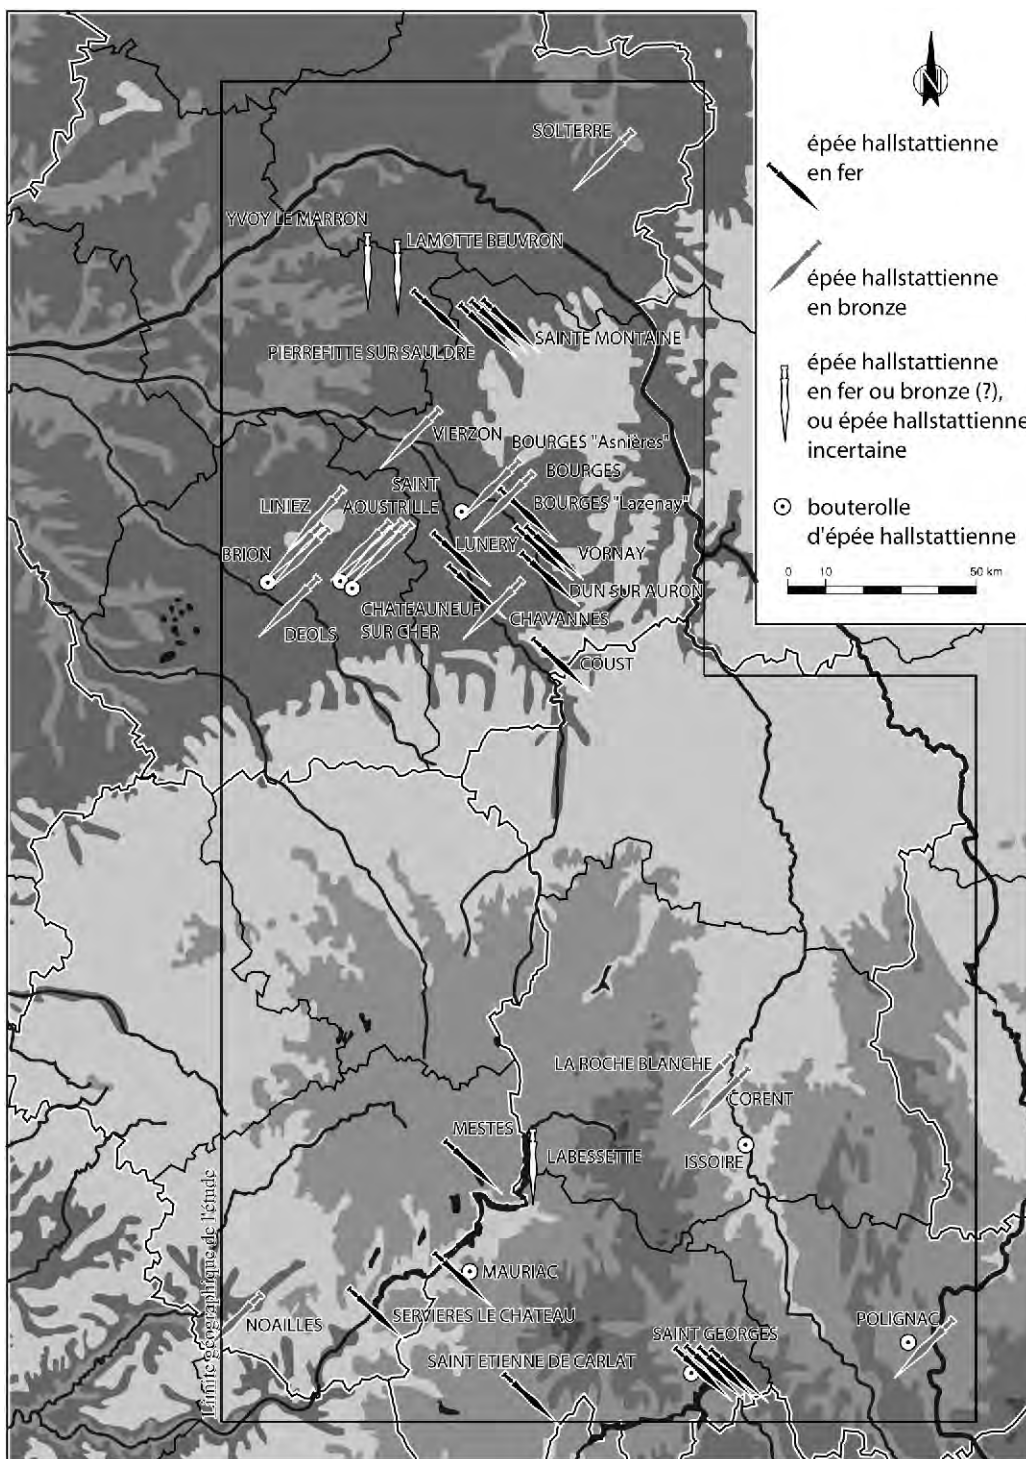 N
épée hallstattienne
en fer
épée hallstattienne
en bronze
épée hallstattienne
en fer ou bronze (?),
ou épée hallstattienne
incertaine
bouterolle
d'épée hallstattienne
0 10 50 km
SOLTERRE
YVOY LE MARRON
LAMOTTE BEUVRON
PIERREFITTE SUR SAULDRE
SAINTE MONTAINE
VIERZON
BOURGES "Asnières"
BOURGES
BOURGES "Lazenay"
SAINT
AOUSTRILLE
LINIEZ
BRION
LUNERY
VORNAY
DUN SUR AURON
CHATEAUNEUF
SUR CHER
CHAVANNES
DEOLS
COUST
LA ROCHE BLANCHE
CORENT
MESTES
LABESSETTE
ISSOIRE
MAURIAC
SERVIERES LE CHATEAU
NOAILLES
SAINT ETIENNE DE CARLAT
SAINT GEORGES
POLIGNAC
Limite géographique de l'étude